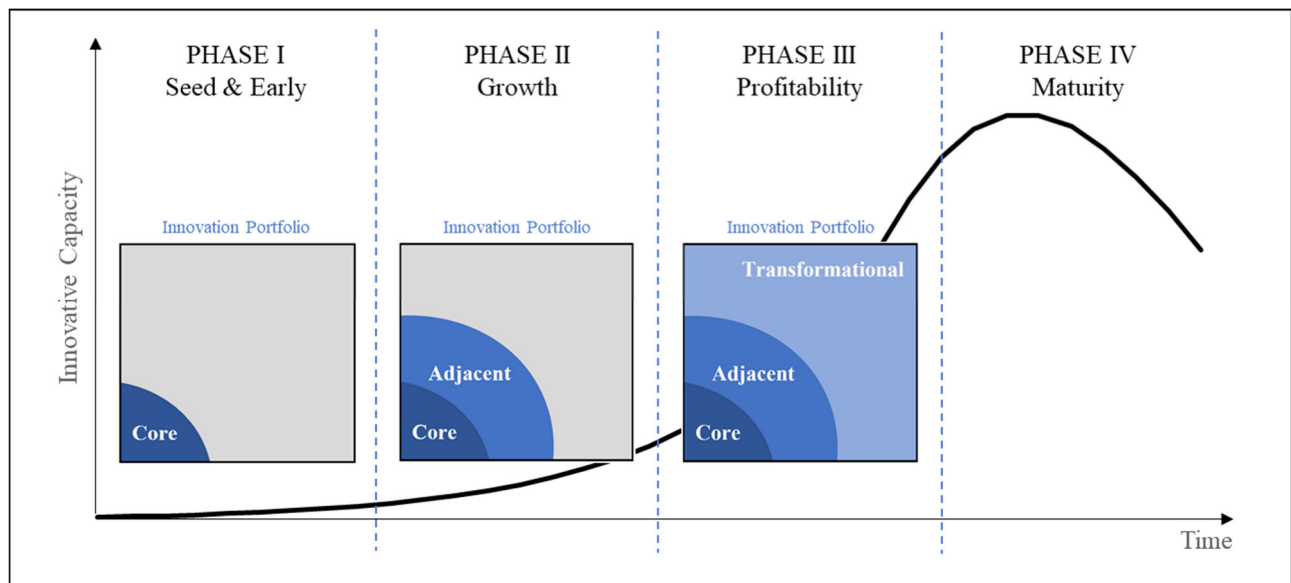 PHASE I
Seed & Early
PHASE II
Growth
PHASE III
Profitability
PHASE IV
Maturity
Innovative Capacity
Innovation Portfolio
Core
Innovation Portfolio
Adjacent
Core
Innovation Portfolio
Transformational
Adjacent
Core
Time